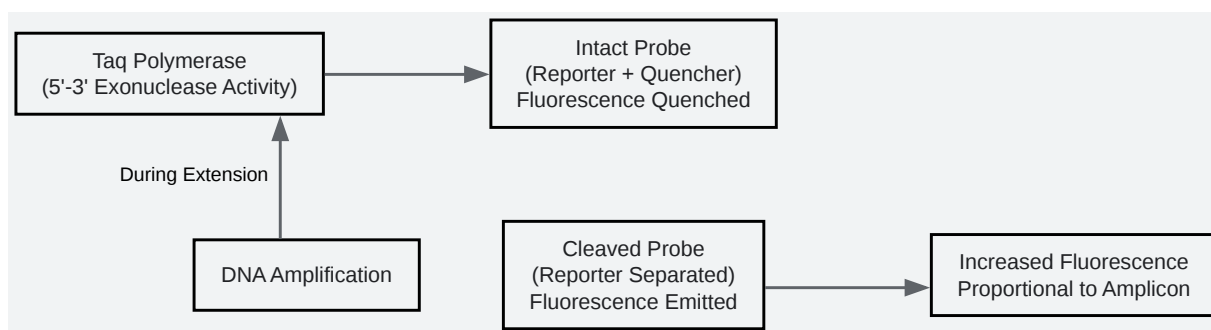 Taq Polymerase
(5'-3' Exonuclease Activity)
Intact Probe
(Reporter + Quencher)
Fluorescence Quenched
During Extension
DNA Amplification
Cleaved Probe
(Reporter Separated)
Fluorescence Emitted
Increased Fluorescence
Proportional to Amplicon